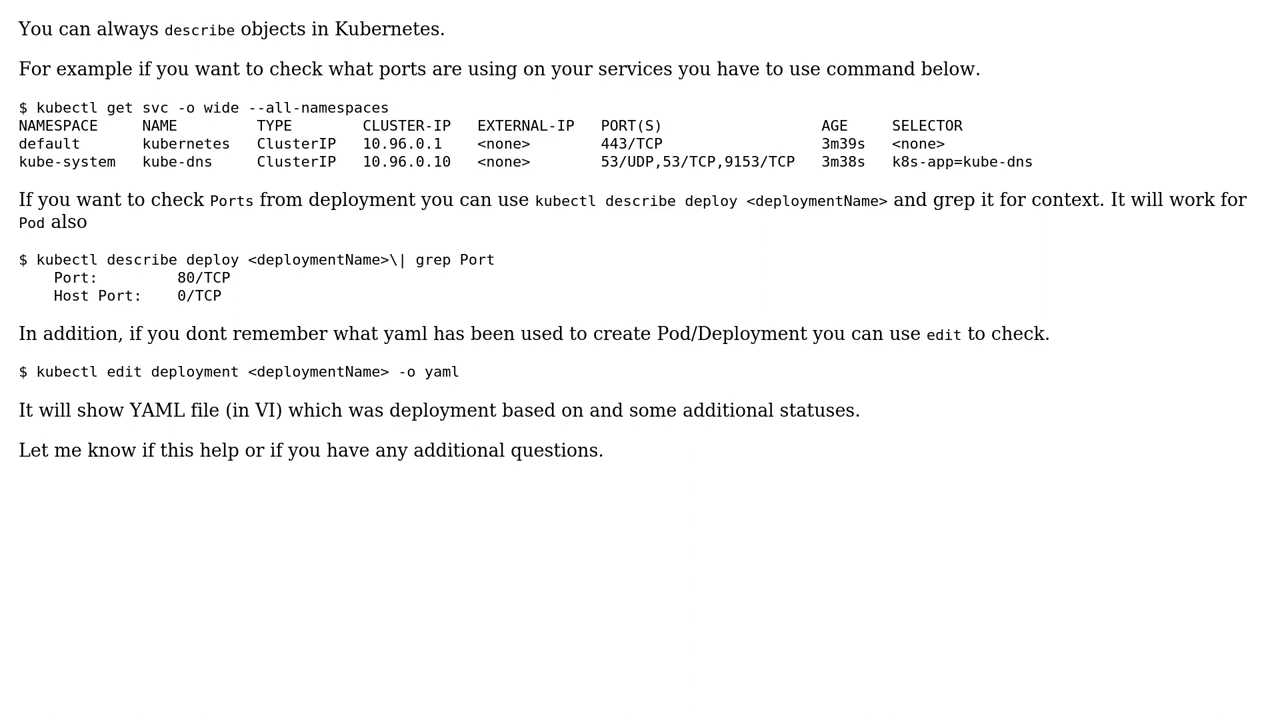 You can always describe objects in Kubernetes.
For example if you want to check what ports are using on your services you have to use command below.
$ kubectl get svc -o wide --all-namespaces
NAMESPACE     NAME         TYPE        CLUSTER-IP   EXTERNAL-IP   PORT(S)                  AGE     SELECTOR
default       kubernetes   ClusterIP   10.96.0.1    <none>        443/TCP                  3m39s   <none>
kube-system   kube-dns     ClusterIP   10.96.0.10   <none>        53/UDP,53/TCP,9153/TCP   3m38s   k8s-app=kube-dns
If you want to check Ports from deployment you can use kubectl describe deploy <deploymentName> and grep it for context. It will work for
Pod also
$ kubectl describe deploy <deploymentName>\| grep Port
    Port:         80/TCP
    Host Port:    0/TCP
In addition, if you dont remember what yaml has been used to create Pod/Deployment you can use edit to check.
$ kubectl edit deployment <deploymentName> -o yaml
It will show YAML file (in VI) which was deployment based on and some additional statuses.
Let me know if this help or if you have any additional questions.